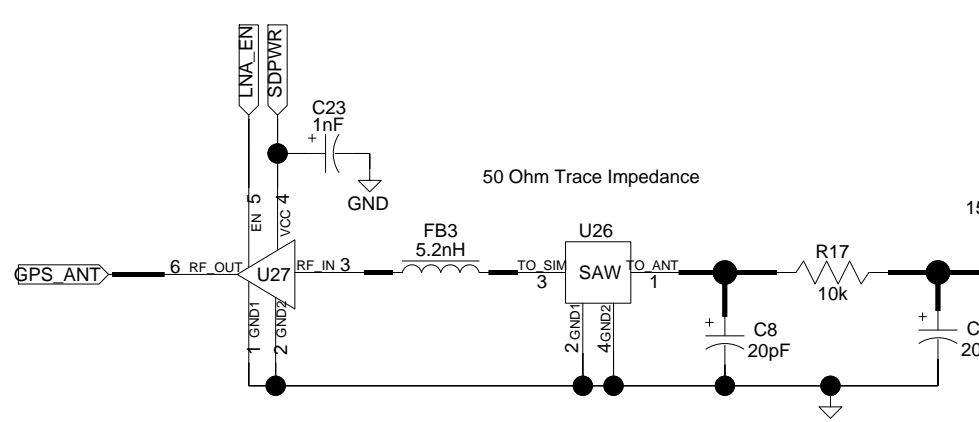 LNA_EN
SDPWR
C23
1nF
+
GND
50 Ohm Trace Impedance
15
5
4
EN
VCC
FB3
5.2nH
U26
R17
10k
GPS_ANT
6 RF_OUT
U27
RF_IN 3
TO_SIM
3
SAW
TO_ANT
1
1 GND1
2 GND2
2 GND1
4 GND2
+
C8
20pF
+
C
20